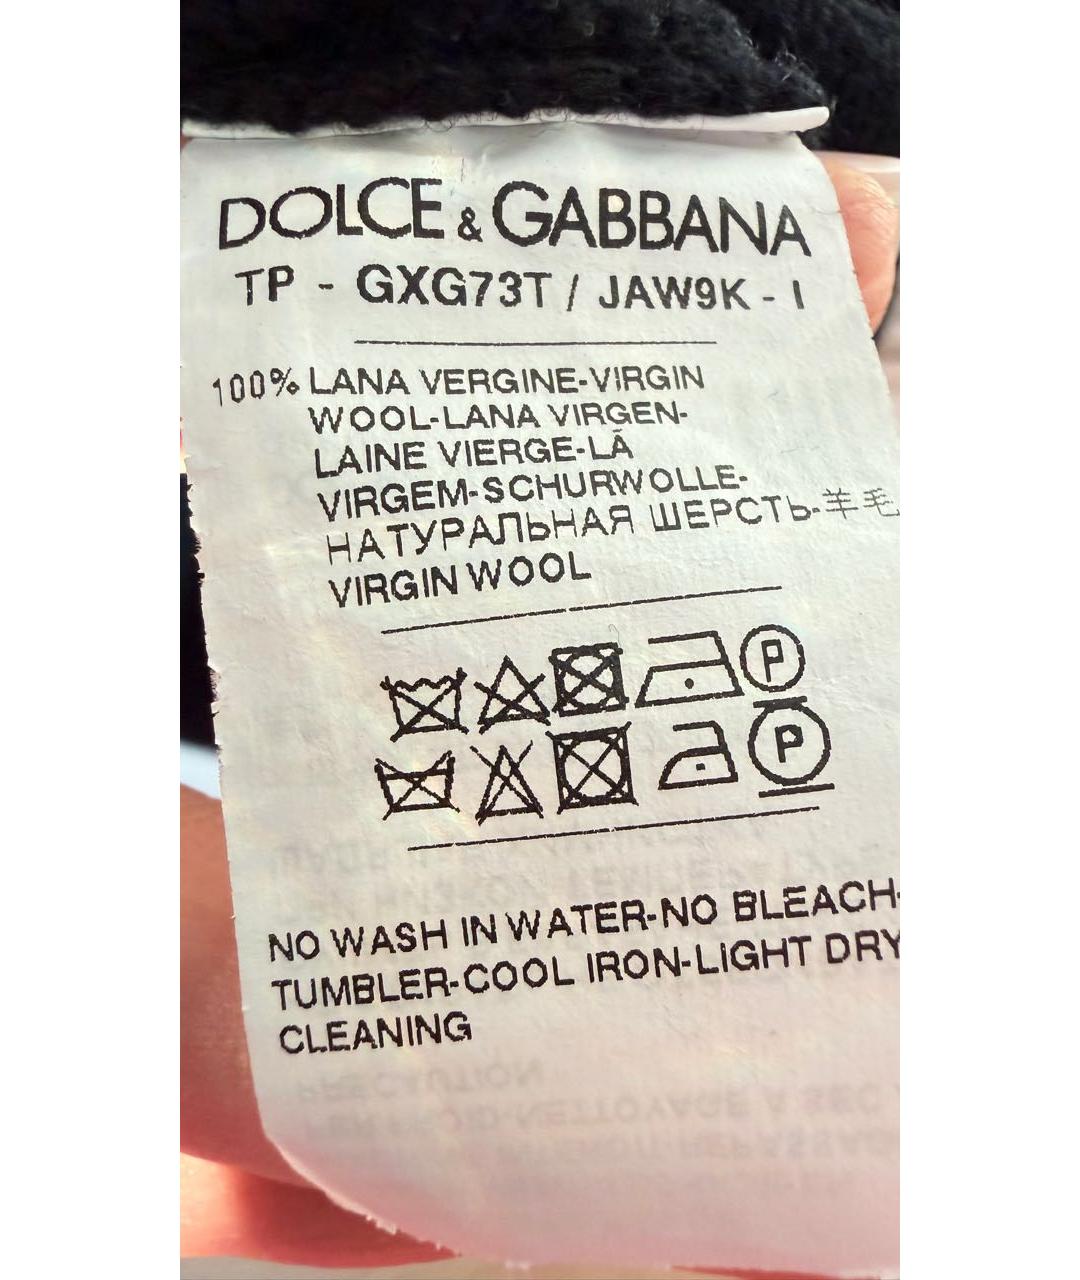 DOLCE & GABBANA
TP - GXG73T / JAW9K - I
100% LANA VERGINE-VIRGIN
WOOL-LANA VIRGEN-
LAINE VIERGE-LÃ
VIRGEM-SCHURWOLLE-
НАТУРАЛЬНАЯ ШЕРСТЬ-羊毛
VIRGIN WOOL
P
P
NO WASH IN WATER-NO BLEACH-
TUMBLER-COOL IRON-LIGHT DRY
CLEANING
PRECAUTION